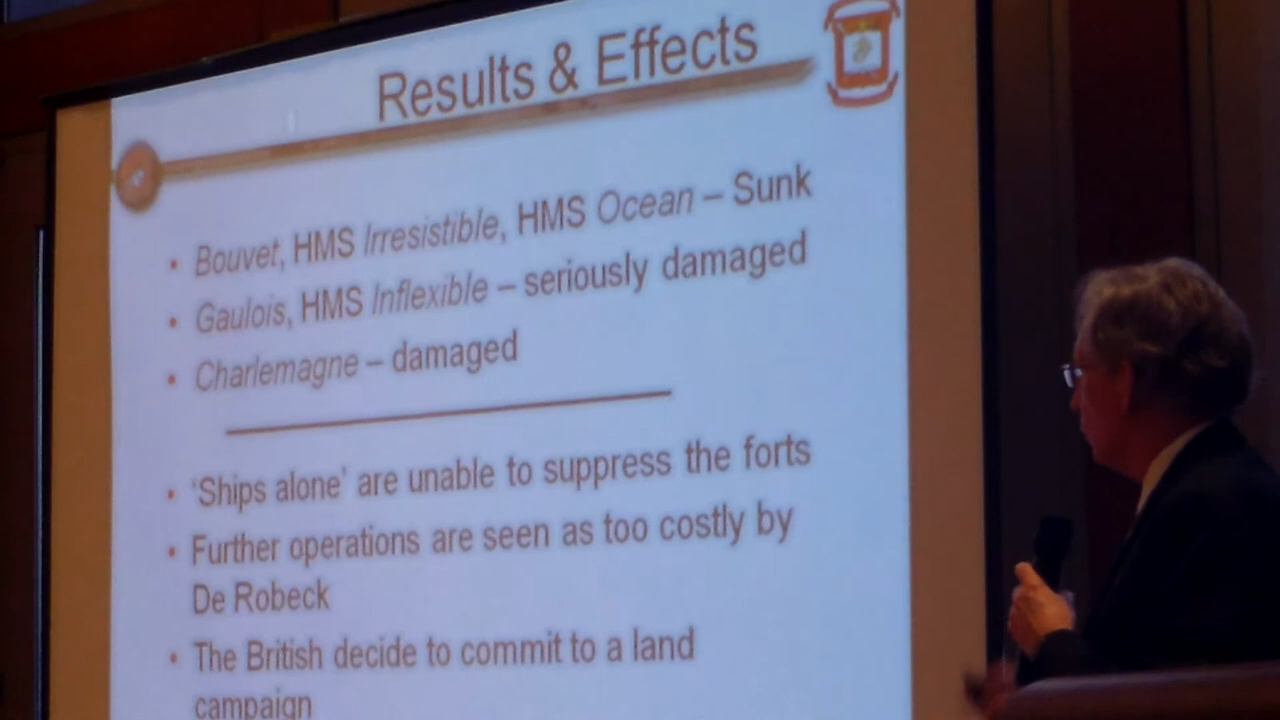 Results & Effects
• Bouvet, HMS Irresistible, HMS Ocean – Sunk
• Gaulois, HMS Inflexible – seriously damaged
• Charlemagne – damaged
• 'Ships alone' are unable to suppress the forts
• Further operations are seen as too costly by
De Robeck
• The British decide to commit to a land
campaign